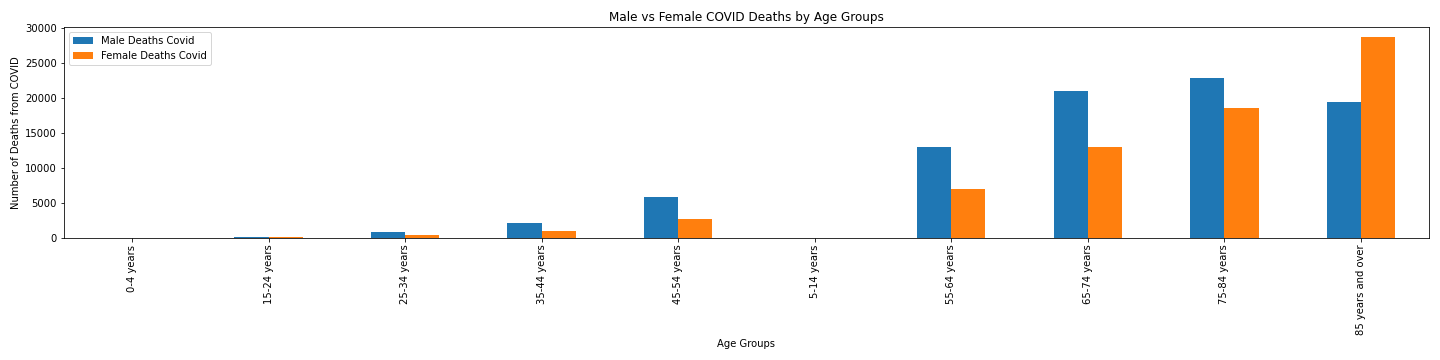 Male vs Female COVID Deaths by Age Groups
Male Deaths Covid
Female Deaths Covid
Number of Deaths from COVID
30000
25000
20000
15000
10000
5000
0
0-4 years
15-24 years
25-34 years
35-44 years
45-54 years
5-14 years
55-64 years
65-74 years
75-84 years
85 years and over
Age Groups